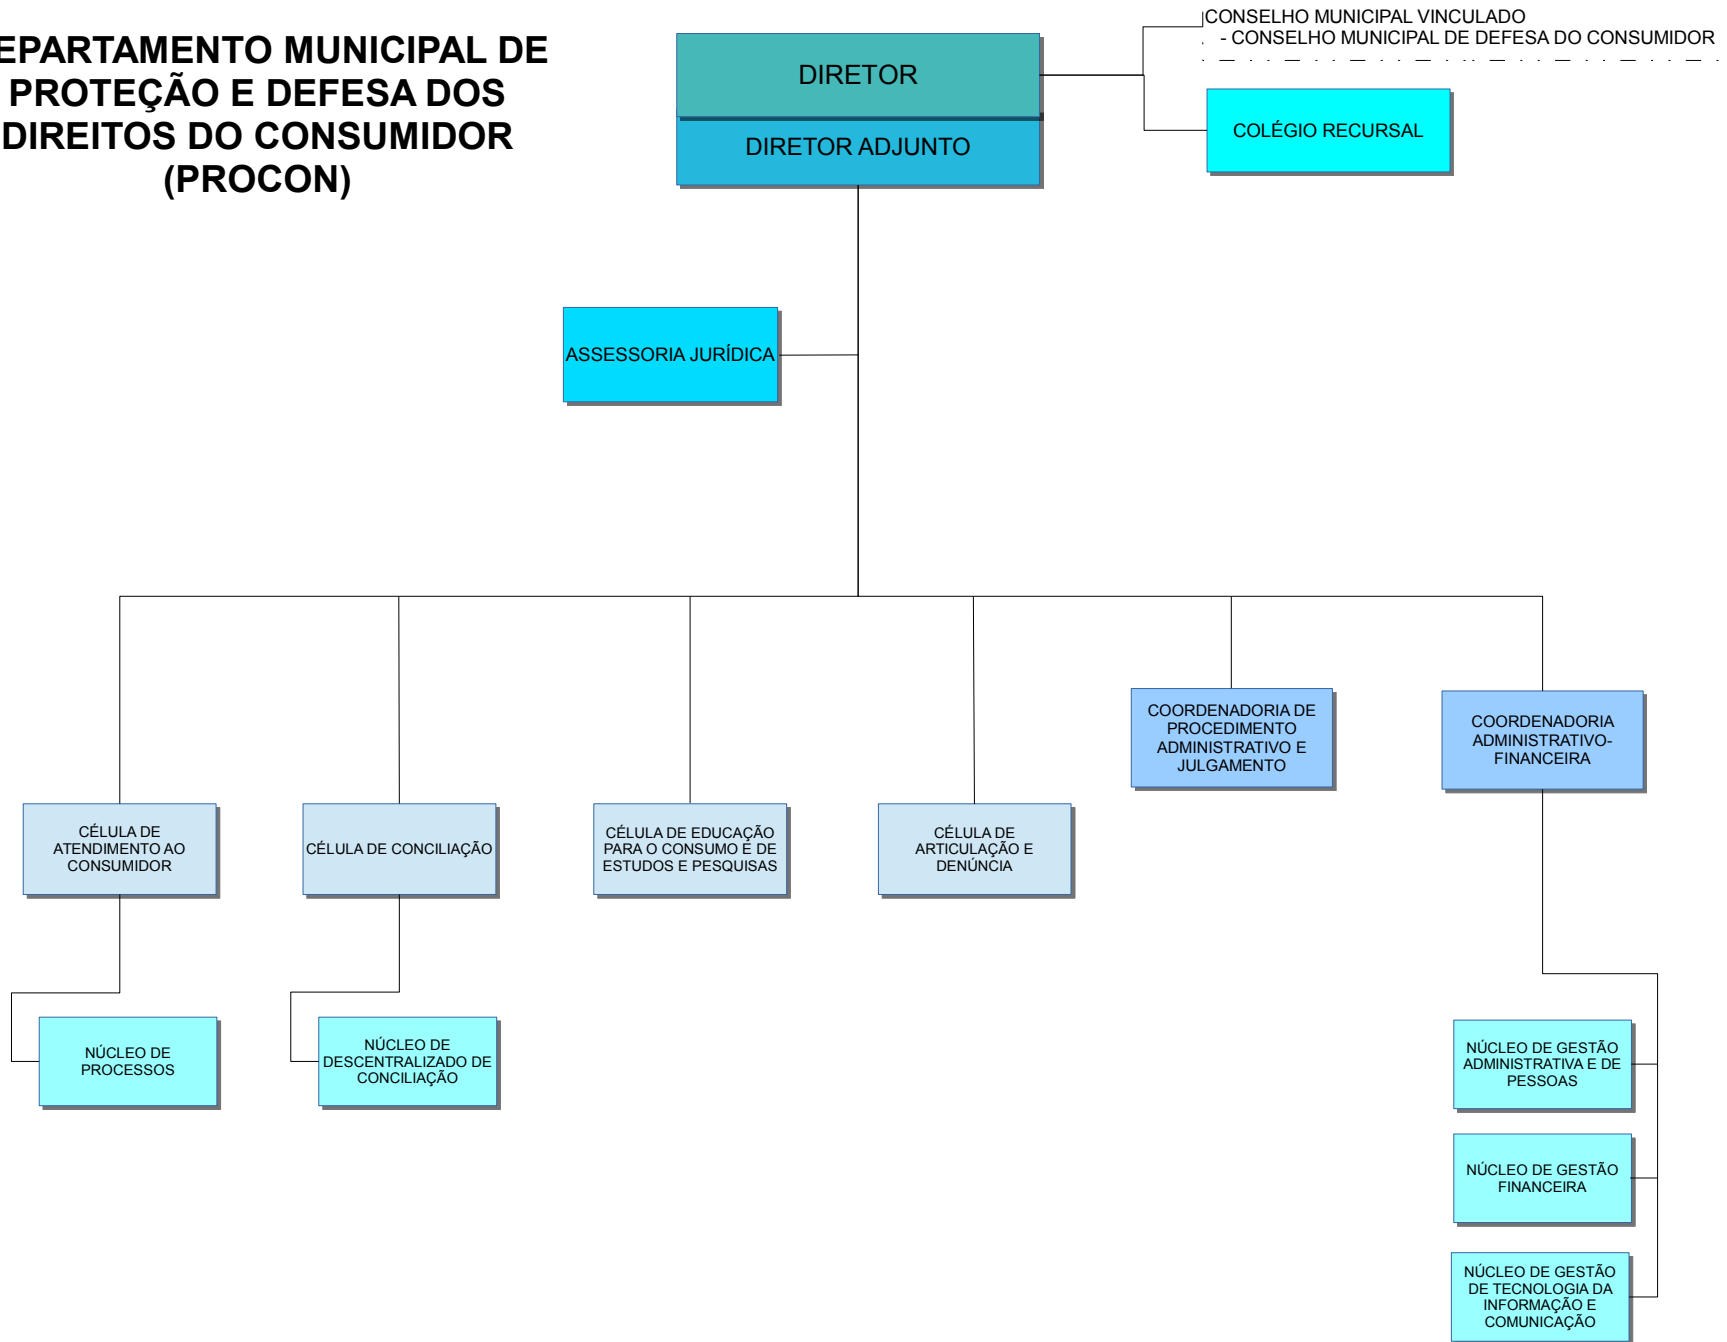 EPARTAMENTO MUNICIPAL DE
PROTEÇÃO E DEFESA DOS
DIREITOS DO CONSUMIDOR
(PROCON)
DIRETOR
DIRETOR ADJUNTO
CONSELHO MUNICIPAL VINCULADO
- CONSELHO MUNICIPAL DE DEFESA DO CONSUMIDOR
COLÉGIO RECURSAL
ASSESSORIA JURÍDICA
COORDENADORIA DE
PROCEDIMENTO
ADMINISTRATIVO E
JULGAMENTO
COORDENADORIA
ADMINISTRATIVO-
FINANCEIRA
CÉLULA DE
ATENDIMENTO AO
CONSUMIDOR
CÉLULA DE CONCILIAÇÃO
CÉLULA DE EDUCAÇÃO
PARA O CONSUMO E DE
ESTUDOS E PESQUISAS
CÉLULA DE
ARTICULAÇÃO E
DENÚNCIA
NÚCLEO DE
PROCESSOS
NÚCLEO DE
DESCENTRALIZADO DE
CONCILIAÇÃO
NÚCLEO DE GESTÃO
ADMINISTRATIVA E DE
PESSOAS
NÚCLEO DE GESTÃO
FINANCEIRA
NÚCLEO DE GESTÃO
DE TECNOLOGIA DA
INFORMAÇÃO E
COMUNICAÇÃO